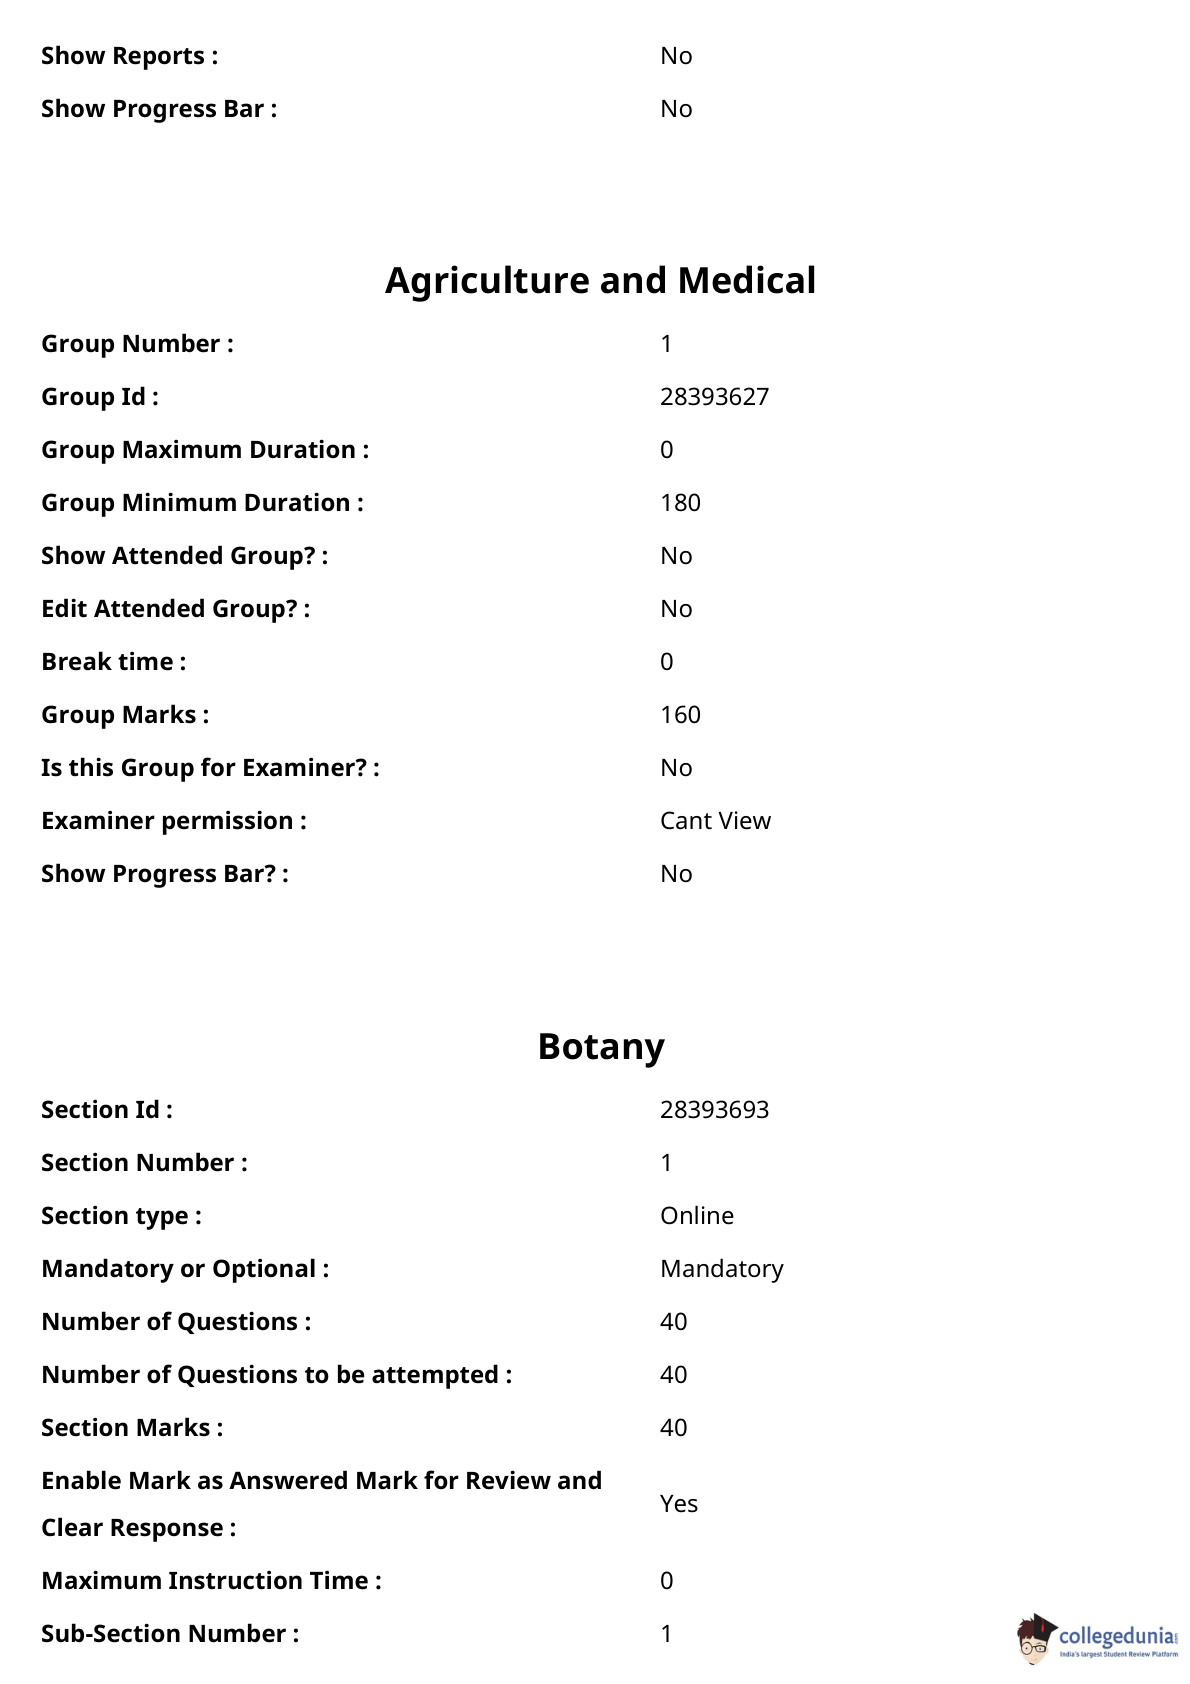 Show Reports : No
Show Progress Bar : No
Agriculture and Medical
Group Number : 1
Group Id : 28393627
Group Maximum Duration : 0
Group Minimum Duration : 180
Show Attended Group? : No
Edit Attended Group? : No
Break time : 0
Group Marks : 160
Is this Group for Examiner? : No
Examiner permission : Cant View
Show Progress Bar? : No
Botany
Section Id : 28393693
Section Number : 1
Section type : Online
Mandatory or Optional : Mandatory
Number of Questions : 40
Number of Questions to be attempted : 40
Section Marks : 40
Enable Mark as Answered Mark for Review and
Clear Response : Yes
Maximum Instruction Time : 0
Sub-Section Number : 1
collegedunia
India's largest Student Review Platform